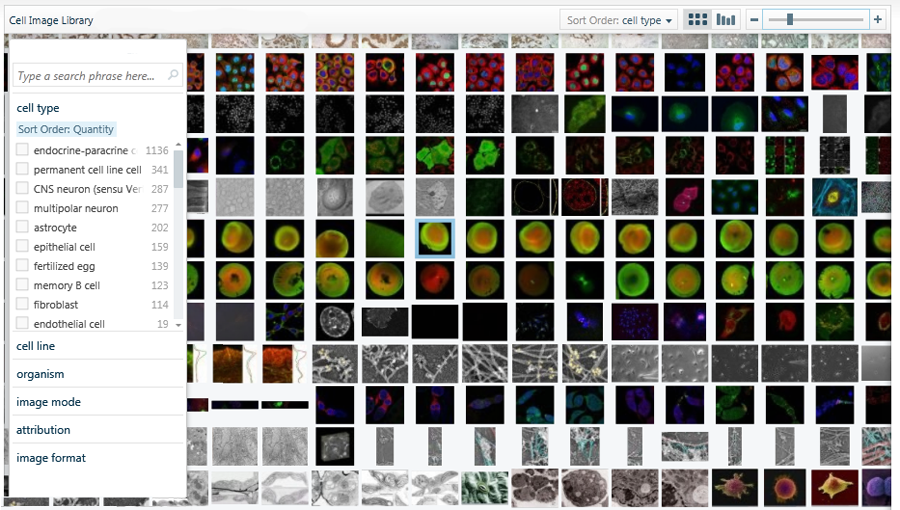 Cell Image Library
Sort Order: cell type
Type a search phrase here...
cell type
Sort Order: Quantity
endocrine-paracrine c 1136
permanent cell line cell 341
CNS neuron (sensu Ver 287
multipolar neuron 277
astrocyte 202
epithelial cell 159
fertilized egg 139
memory B cell 123
fibroblast 114
endothelial cell 19
cell line
organism
image mode
attribution
image format